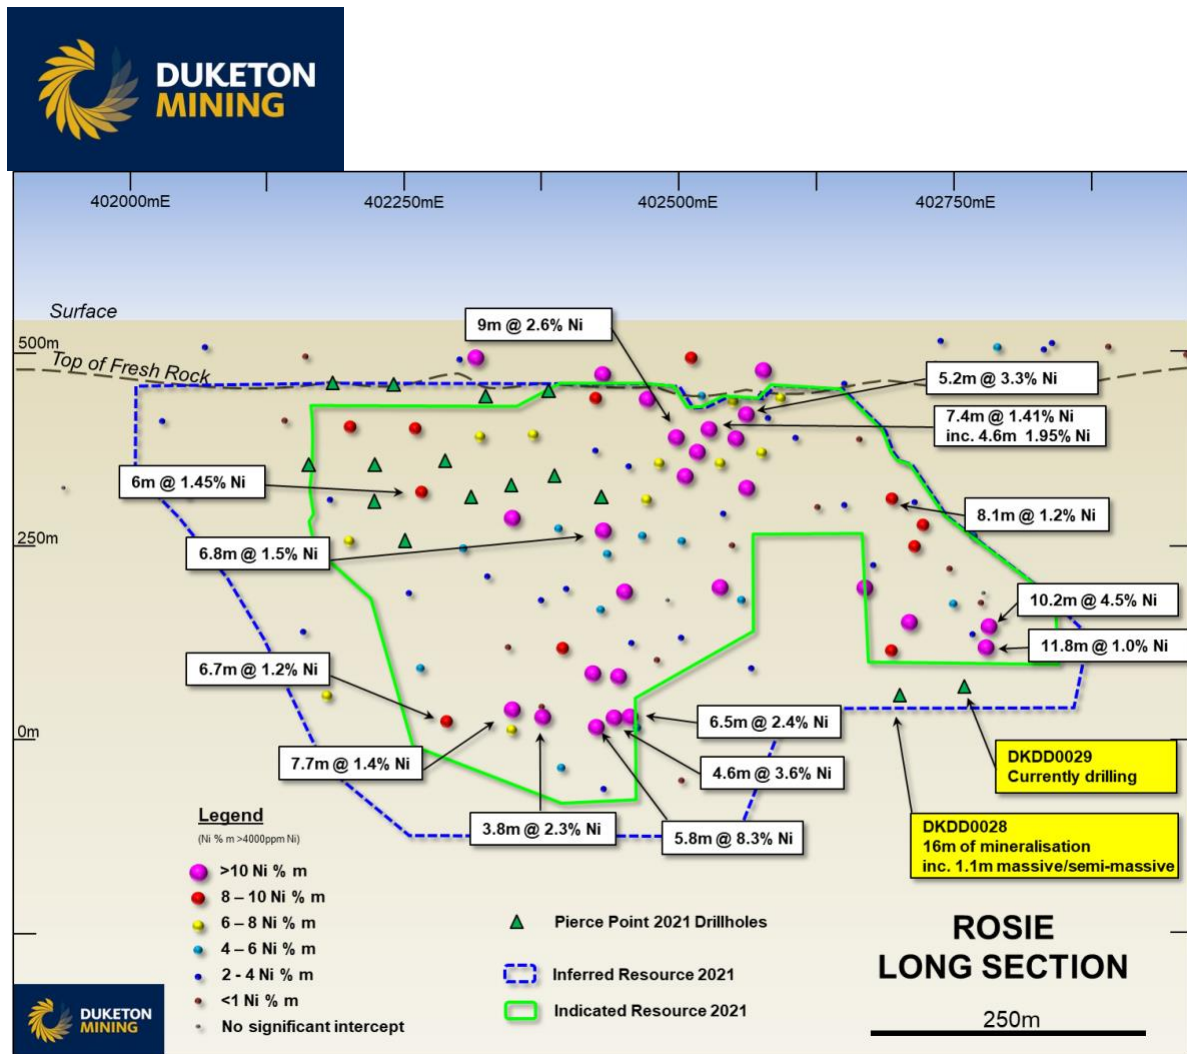 DUKETON
MINING
402000mE
402250mE
402500mE
402750mE
Surface
500m
Top of Fresh Rock
9m @ 2.6% Ni
5.2m @ 3.3% Ni
7.4m @ 1.41% Ni
inc. 4.6m 1.95% Ni
6m @ 1.45% Ni
8.1m @ 1.2% Ni
250m
6.8m @ 1.5% Ni
10.2m @ 4.5% Ni
11.8m @ 1.0% Ni
6.7m @ 1.2% Ni
6.5m @ 2.4% Ni
0m
7.7m @ 1.4% Ni
4.6m @ 3.6% Ni
DKDD0029
Currently drilling
3.8m @ 2.3% Ni
5.8m @ 8.3% Ni
DKDD0028
16m of mineralisation
inc. 1.1m massive/semi-massive
Legend
(Ni % m >4000ppm Ni)
>10 Ni % m
8 – 10 Ni % m
6 – 8 Ni % m
4 – 6 Ni % m
2 - 4 Ni % m
<1 Ni % m
No significant intercept
Pierce Point 2021 Drillholes
Inferred Resource 2021
Indicated Resource 2021
ROSIE
LONG SECTION
250m
DUKETON
MINING